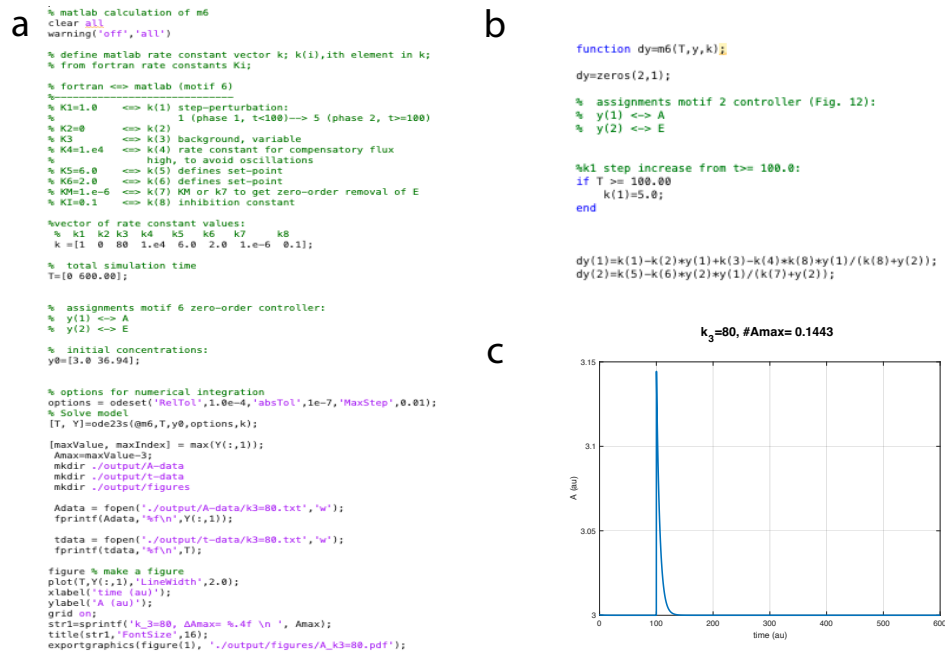 a
% matlab calculation of m6
clear all
warning('off','all')
% define matlab rate constant vector k; k(i),ith element in k;
% from fortran rate constants Ki;
% fortran <=> matlab (motif 6)
%-------------------------------
% K1=1.0 <=> k(1) step-perturbation:
% 1 (phase 1, t<100)--> 5 (phase 2, t>=100)
% K2=0 <=> k(2)
% K3 <=> k(3) background, variable
% K4=1.e4 <=> k(4) rate constant for compensatory flux
% high, to avoid oscillations
% K5=6.0 <=> k(5) defines set-point
% K6=2.0 <=> k(6) defines set-point
% KM=1.e-6 <=> k(7) KM or k7 to get zero-order removal of E
% KI=0.1 <=> k(8) inhibition constant
%vector of rate constant values:
% k1 k2 k3 k4 k5 k6 k7 k8
k =[1 0 80 1.e4 6.0 2.0 1.e-6 0.1];
% total simulation time
T=[0 600.00];
% assignments motif 6 zero-order controller:
% y(1) <-> A
% y(2) <-> E
% initial concentrations:
y0=[3.0 36.94];
% options for numerical integration
options = odeset('RelTol',1.0e-4,'absTol',1e-7,'MaxStep',0.01);
% Solve model
[T, Y]=ode23s(@m6,T,y0,options,k);
[maxValue, maxIndex] = max(Y(:,1));
Amax=maxValue-3;
mkdir ./output/A-data
mkdir ./output/t-data
mkdir ./output/figures
Adata = fopen('./output/A-data/k3=80.txt','w');
fprintf(Adata,'%f\n',Y(:,1));
tdata = fopen('./output/t-data/k3=80.txt','w');
fprintf(tdata,'%f\n',T);
figure % make a figure
plot(T,Y(:,1),'LineWidth',2.0);
xlabel('time (au)');
ylabel('A (au)');
grid on;
str1=sprintf('k_3=80, ΔAmax= %.4f \n ', Amax);
title(str1,'FontSize',16);
exportgraphics(figure(1), './output/figures/A_k3=80.pdf');
b
function dy=m6(T,y,k);
dy=zeros(2,1);
% assignments motif 2 controller (Fig. 12):
% y(1) <-> A
% y(2) <-> E
%k1 step increase from t>= 100.0:
if T >= 100.00
k(1)=5.0;
end
dy(1)=k(1)-k(2)*y(1)+k(3)-k(4)*k(8)*y(1)/(k(8)+y(2));
dy(2)=k(5)-k(6)*y(2)*y(1)/(k(7)+y(2));
c
k3=80, #Amax= 0.1443
3.15
3.1
3.05
3
A (au)
0 100 200 300 400 500 600
time (au)